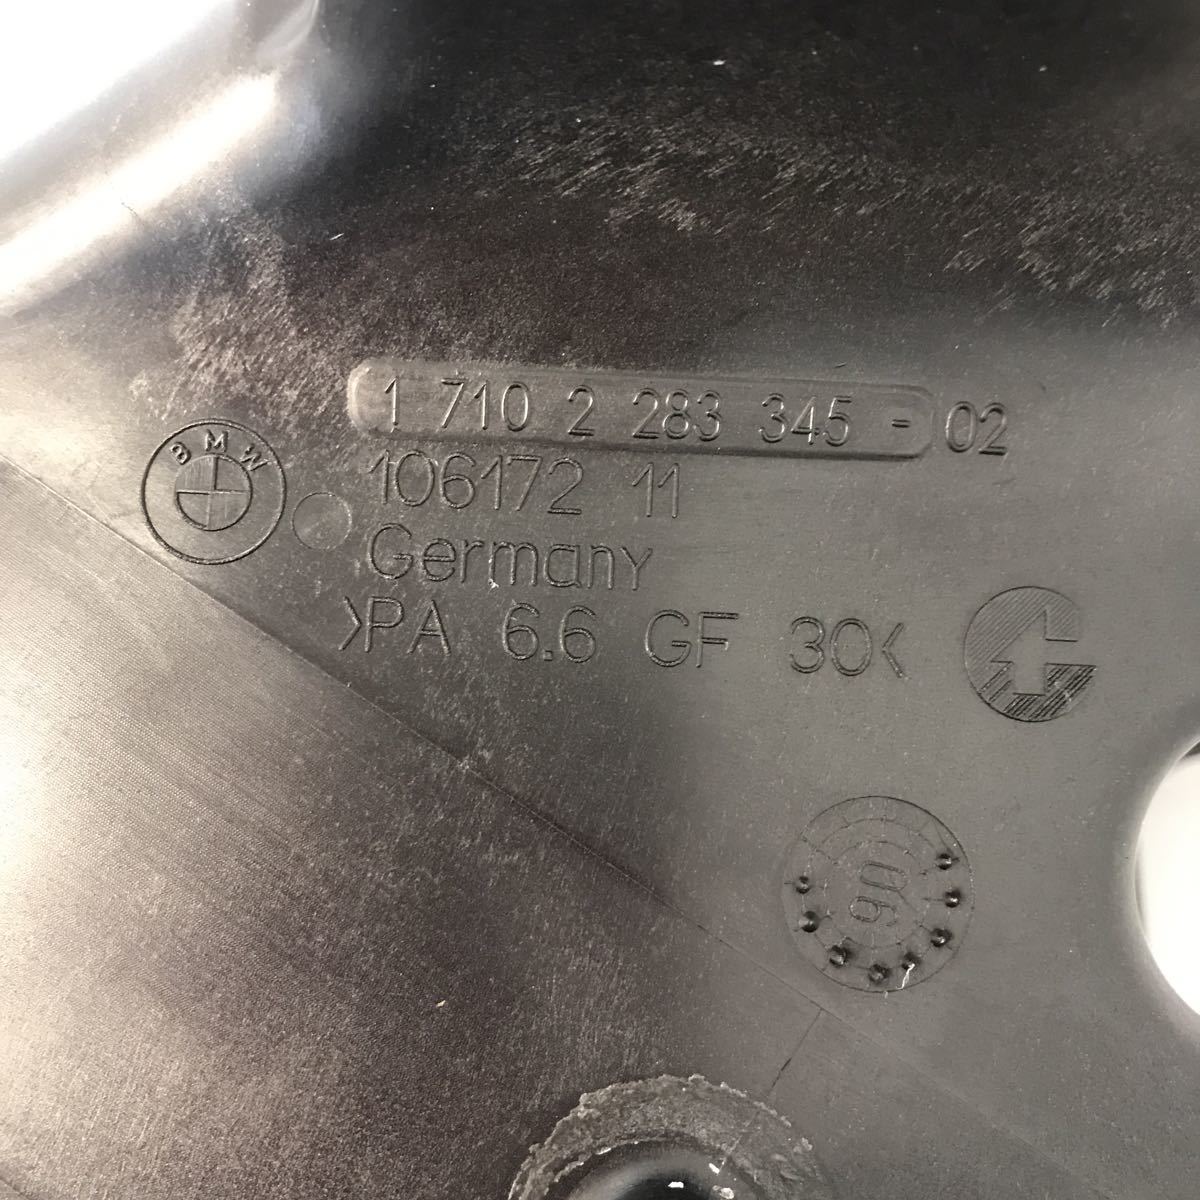 1 710 2 283 345 - 02
BMW
106172 11
Germany
>PA 6.6 GF 30<
06